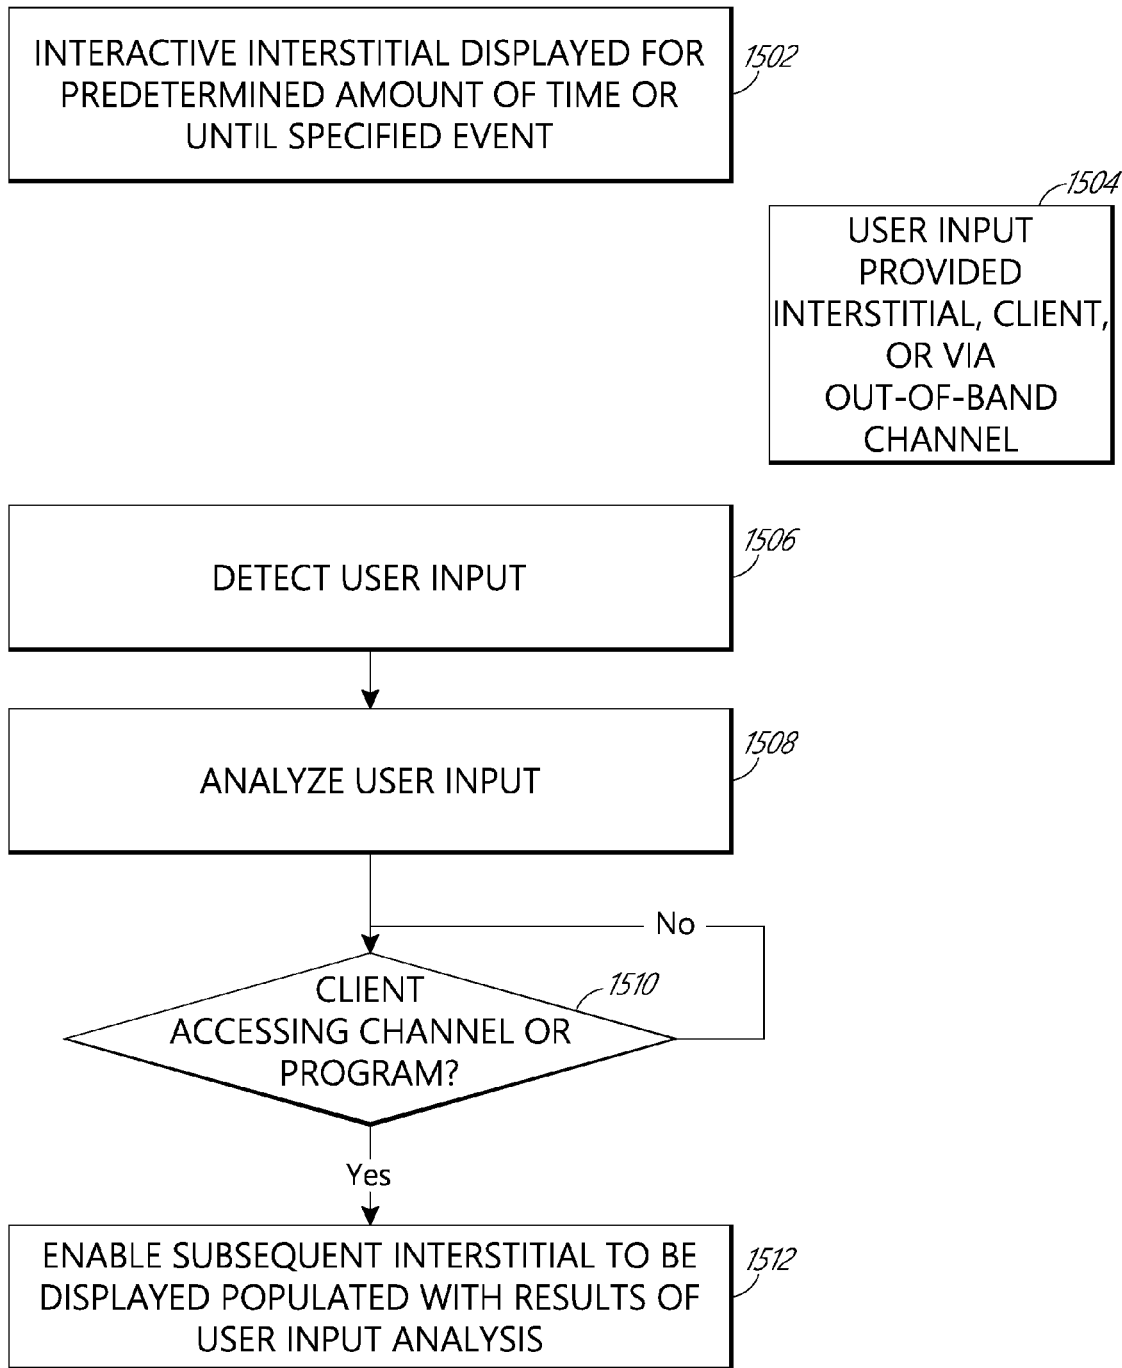 INTERACTIVE INTERSTITIAL DISPLAYED FOR
PREDETERMINED AMOUNT OF TIME OR
UNTIL SPECIFIED EVENT
1502
1504
USER INPUT
PROVIDED
INTERSTITIAL, CLIENT,
OR VIA
OUT-OF-BAND
CHANNEL
DETECT USER INPUT
1506
ANALYZE USER INPUT
1508
No
CLIENT
ACCESSING CHANNEL OR
PROGRAM?
1510
Yes
ENABLE SUBSEQUENT INTERSTITIAL TO BE
DISPLAYED POPULATED WITH RESULTS OF
USER INPUT ANALYSIS
1512